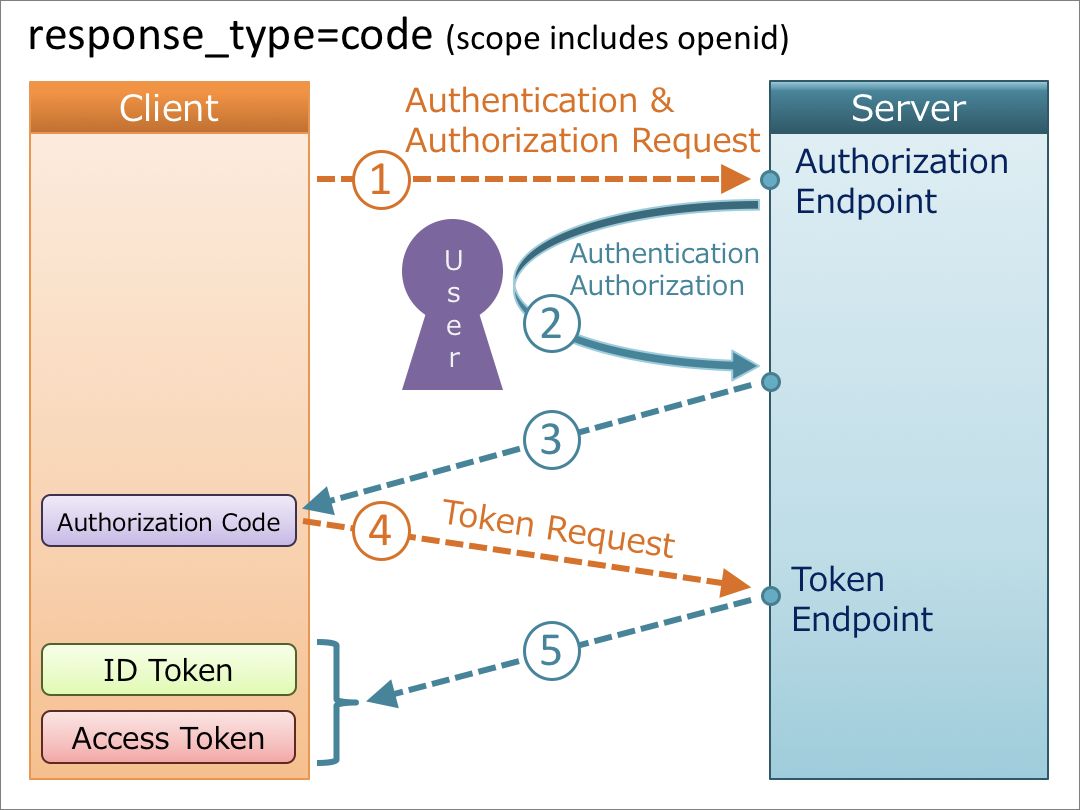 response_type=code (scope includes openid)
Client
Authentication &
Authorization Request
Server
1
Authorization
Endpoint
User
Authentication
Authorization
2
3
Authorization Code
4
Token Request
Token
Endpoint
5
ID Token
Access Token